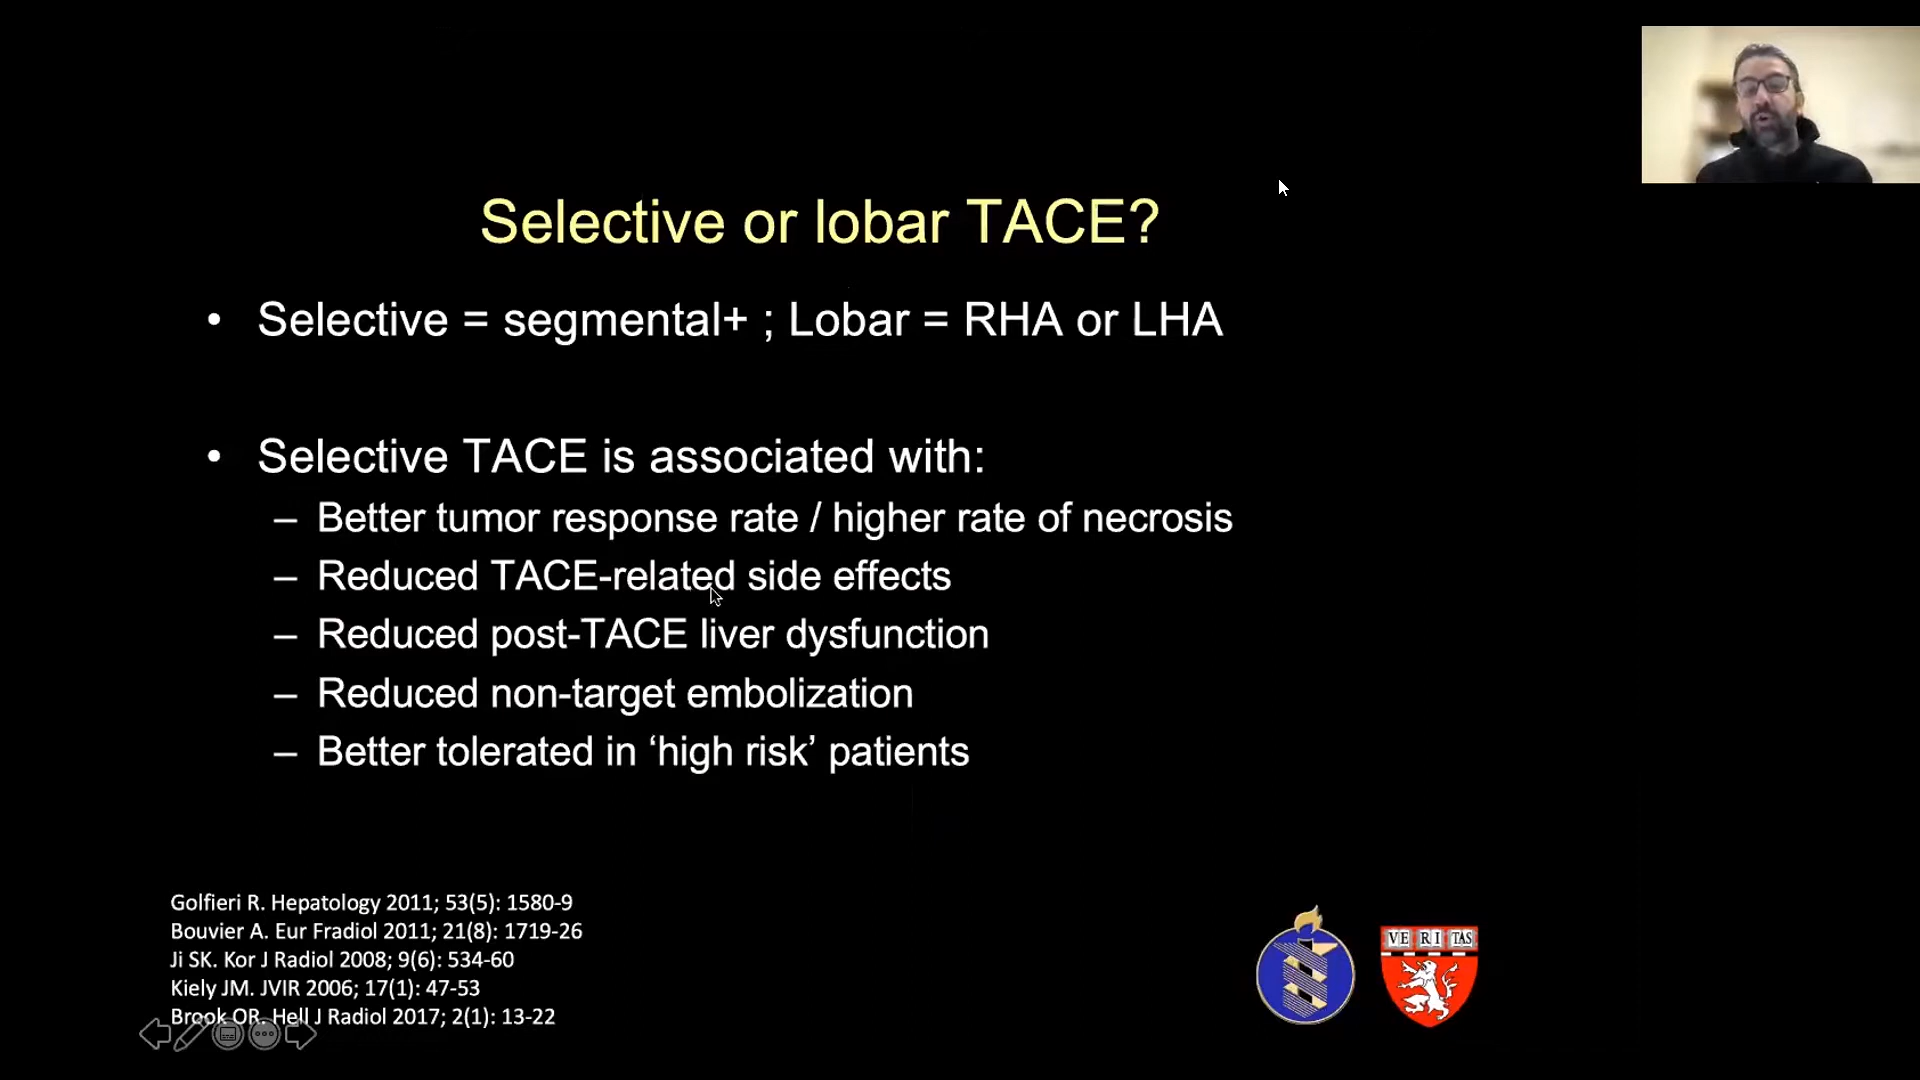 Selective or lobar TACE?
• Selective = segmental+ ; Lobar = RHA or LHA
• Selective TACE is associated with:
– Better tumor response rate / higher rate of necrosis
– Reduced TACE-related side effects
– Reduced post-TACE liver dysfunction
– Reduced non-target embolization
– Better tolerated in ‘high risk’ patients
Golfieri R. Hepatology 2011; 53(5): 1580-9
Bouvier A. Eur Fradiol 2011; 21(8): 1719-26
Ji SK. Kor J Radiol 2008; 9(6): 534-60
Kiely JM. JVIR 2006; 17(1): 47-53
Brook OR. Hell J Radiol 2017; 2(1): 13-22
VE RI TAS